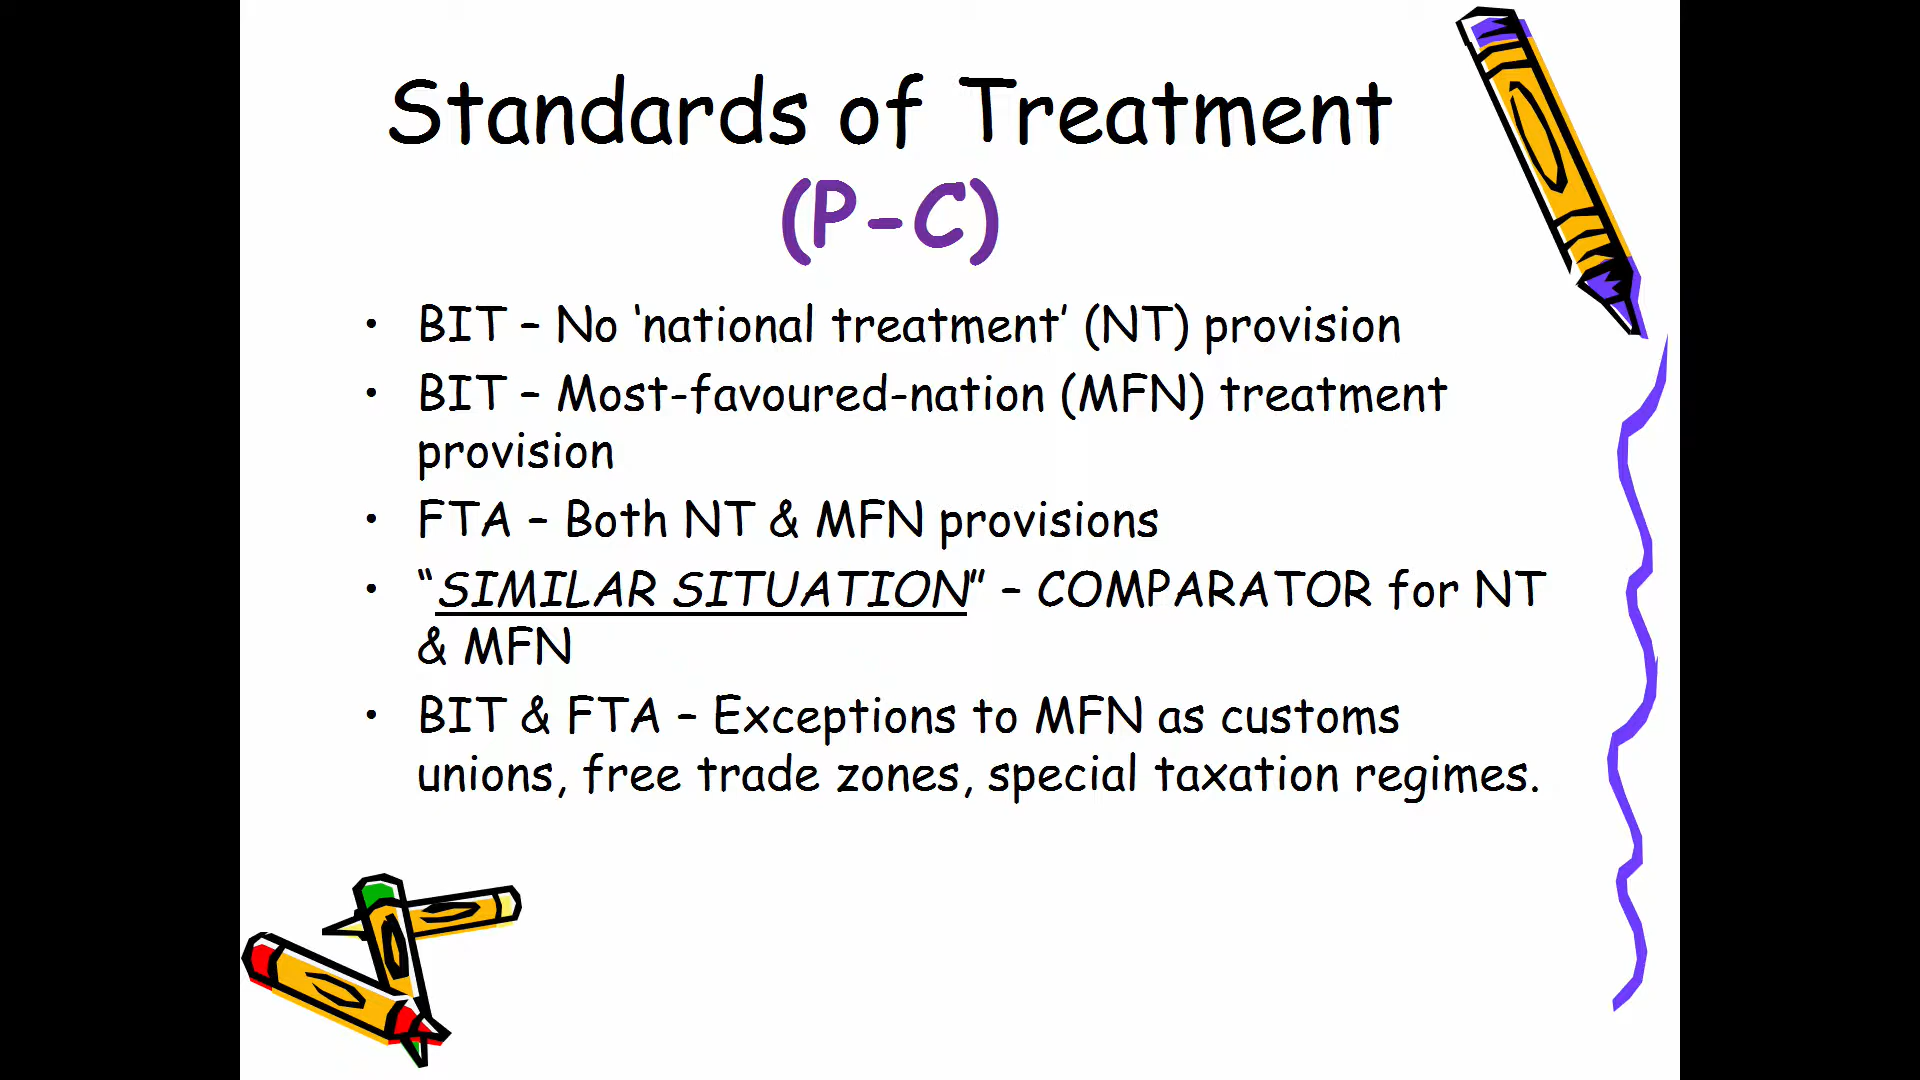 Standards of Treatment
(P-C)
• BIT – No ‘national treatment’ (NT) provision
• BIT – Most-favoured-nation (MFN) treatment
provision
• FTA – Both NT & MFN provisions
• “SIMILAR SITUATION” – COMPARATOR for NT
& MFN
• BIT & FTA – Exceptions to MFN as customs
unions, free trade zones, special taxation regimes.